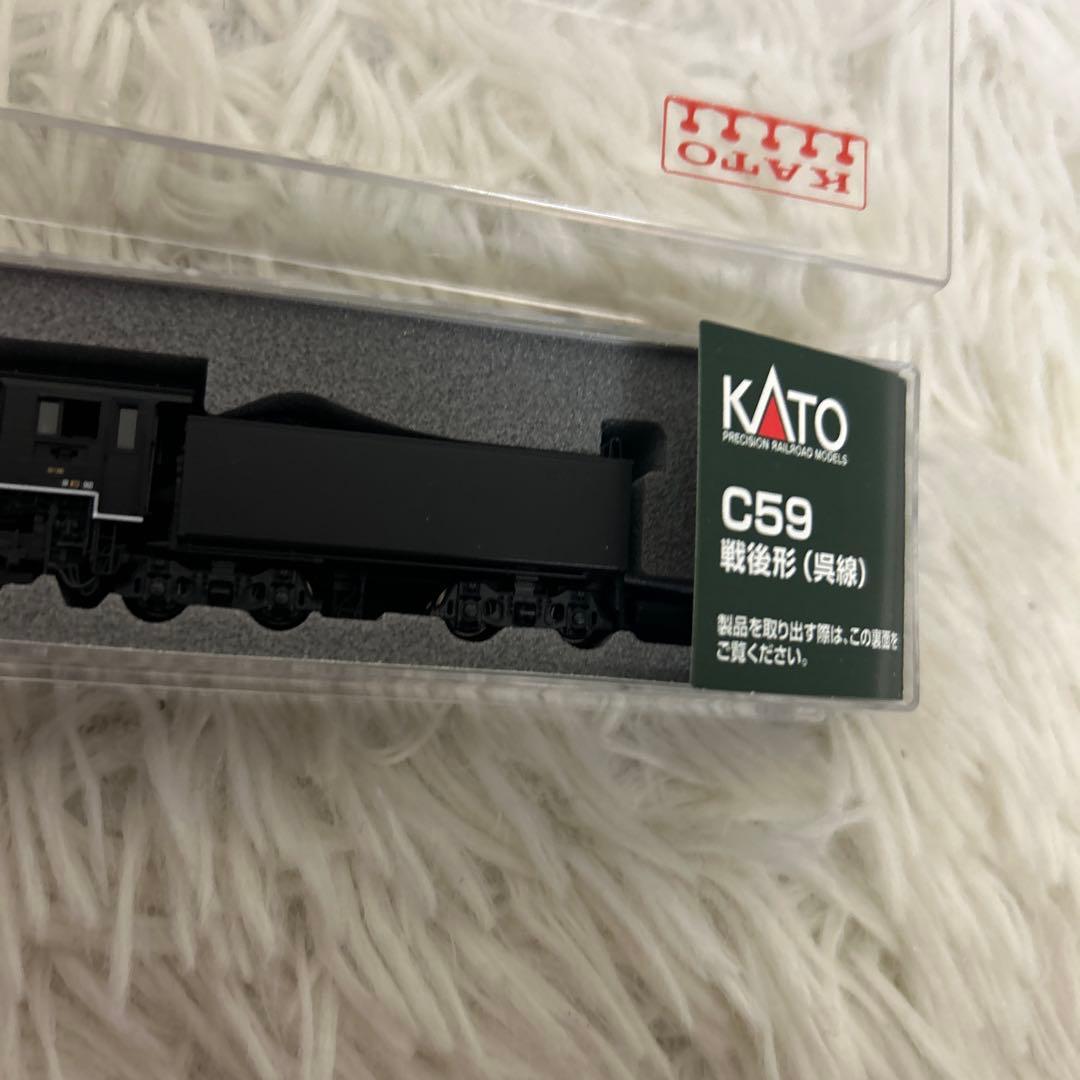 KATO
KATO
PRECISION RAILROAD MODELS
C59
戦後形（呉線）
製品を取り出す際は、この裏面を
ご覧ください。